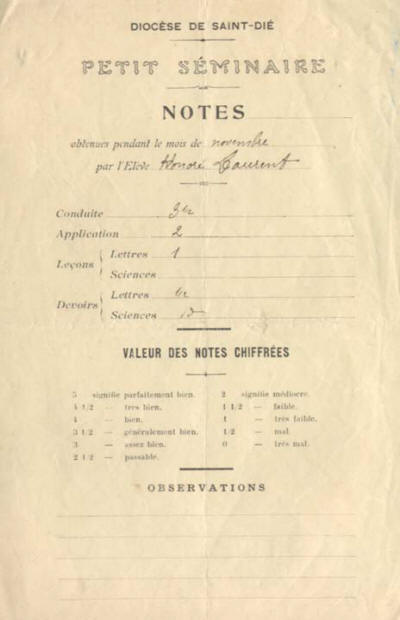 DIOCÈSE DE SAINT-DIÉ
PETIT SÉMINAIRE
NOTES
obtenues pendant le mois de novembre
par l'Elève Honoré Laurent
Conduite
Application 2
Leçons Lettres 1
Sciences
Devoirs Lettres
Sciences
VALEUR DES NOTES CHIFFRÉES
5 signifie parfaitement bien.
4 1/2 — très bien.
4 — bien.
3 1/2 — généralement bien.
3 — assez bien.
2 1/2 — passable.
2 signifie médiocre.
1 1/2 — faible.
1 — très faible.
1/2 — mal.
0 — très mal.
OBSERVATIONS